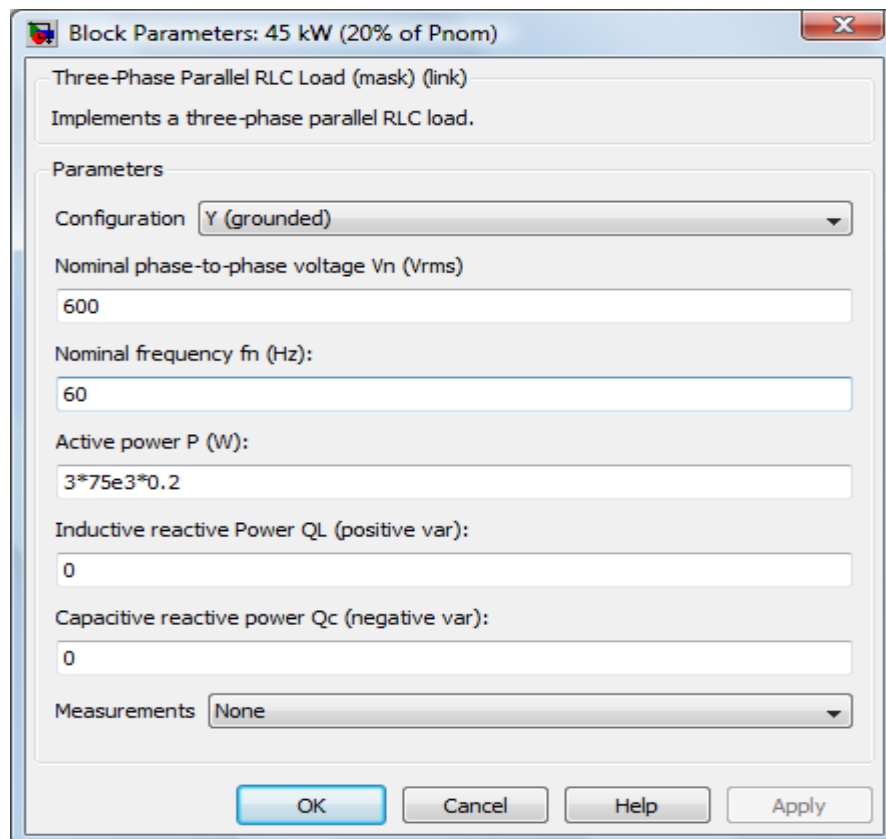 Block Parameters: 45 kW (20% of Pnom)
Three-Phase Parallel RLC Load (mask) (link)
Implements a three-phase parallel RLC load.
Parameters
Configuration Y (grounded)
Nominal phase-to-phase voltage Vn (Vrms)
600
Nominal frequency fn (Hz):
60
Active power P (W):
3*75e3*0.2
Inductive reactive Power QL (positive var):
0
Capacitive reactive power Qc (negative var):
0
Measurements None
OK Cancel Help Apply